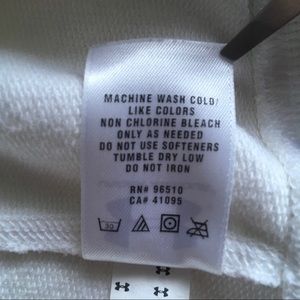 MACHINE WASH COLD/
LIKE COLORS
NON CHLORINE BLEACH
ONLY AS NEEDED
DO NOT USE SOFTENERS
TUMBLE DRY LOW
DO NOT IRON
RN# 96510
CA# 41095
30